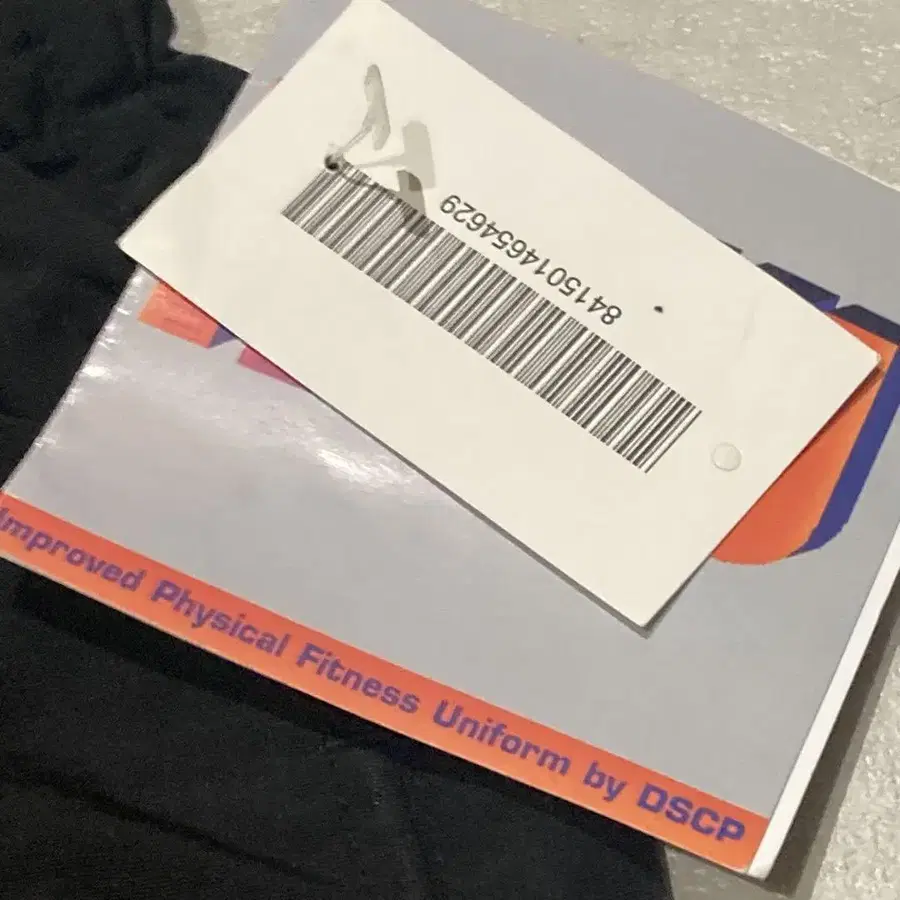 8415014654629
Improved Physical Fitness Uniform by DSCP